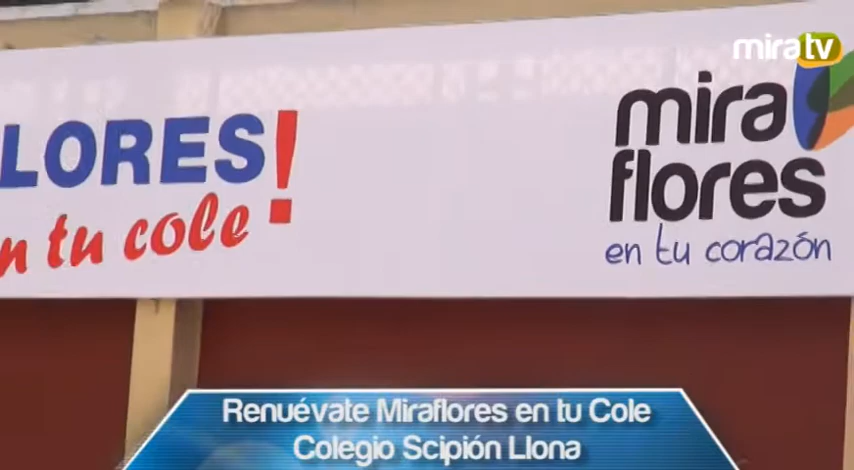 miratv
LORES!
n tu cole
mira
flores
en tu corazón
Renuévate Miraflores en tu Cole
Colegio Scipión Llona